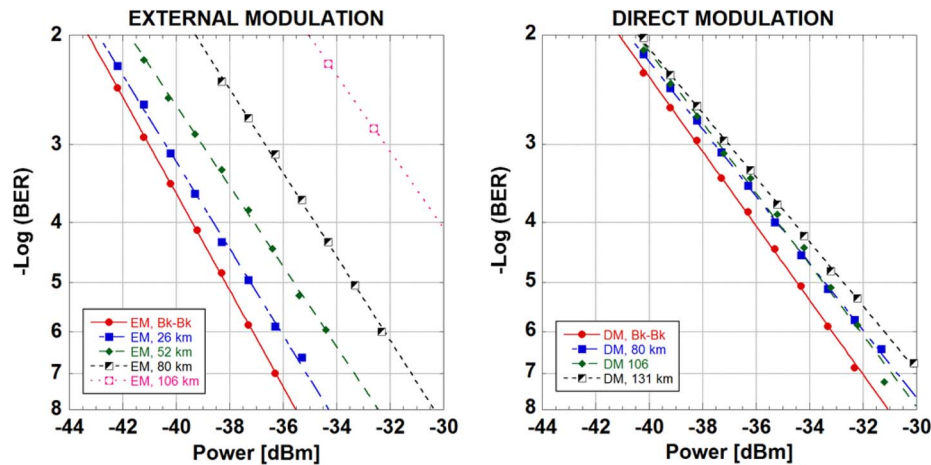 EXTERNAL MODULATION
2
3
4
5
6
7
8
-Log (BER)
EM, Bk-Bk
EM, 26 km
EM, 52 km
EM, 80 km
EM, 106 km
-44 -42 -40 -38 -36 -34 -32 -30
Power [dBm]
DIRECT MODULATION
2
3
4
5
6
7
8
-Log (BER)
DM, Bk-Bk
DM, 80 km
DM 106
DM, 131 km
-44 -42 -40 -38 -36 -34 -32 -30
Power [dBm]